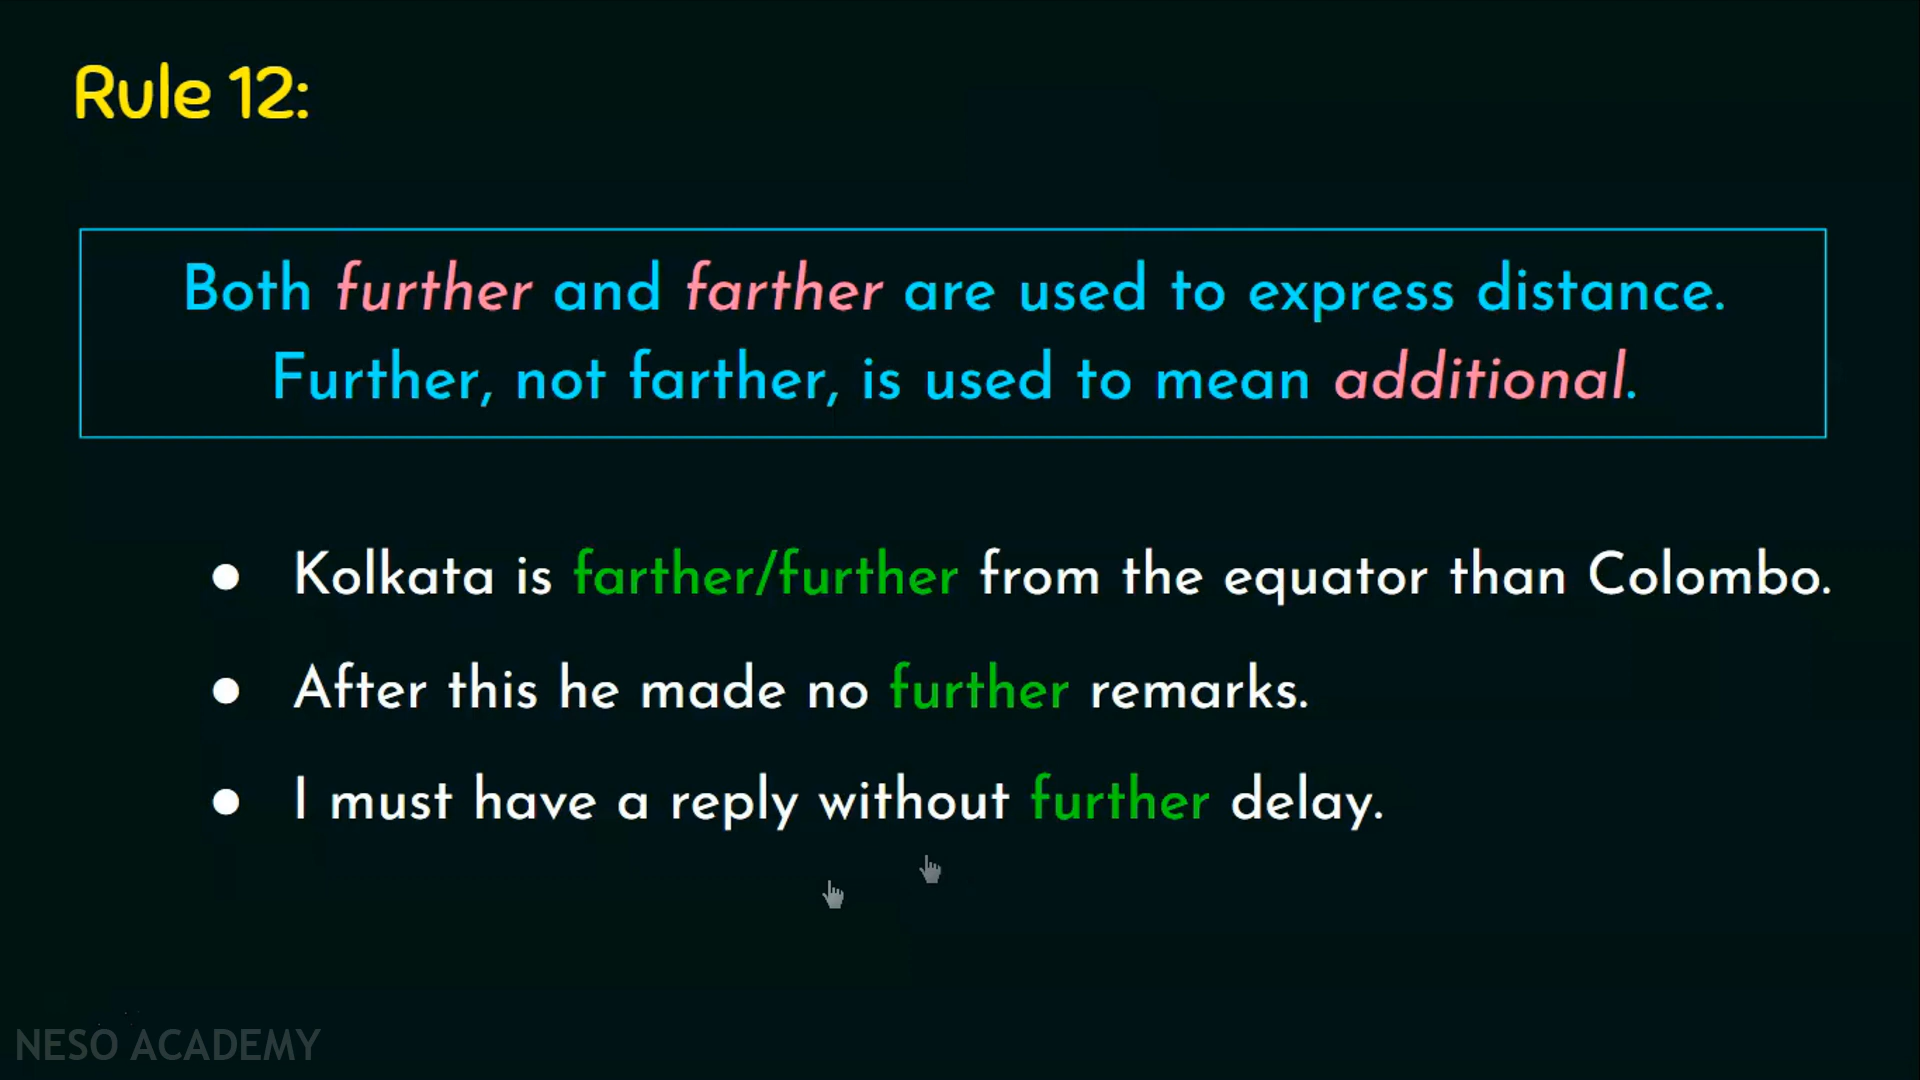 Rule 12:
Both further and farther are used to express distance.
Further, not farther, is used to mean additional.
● Kolkata is farther/further from the equator than Colombo.
● After this he made no further remarks.
● I must have a reply without further delay.
NESO ACADEMY